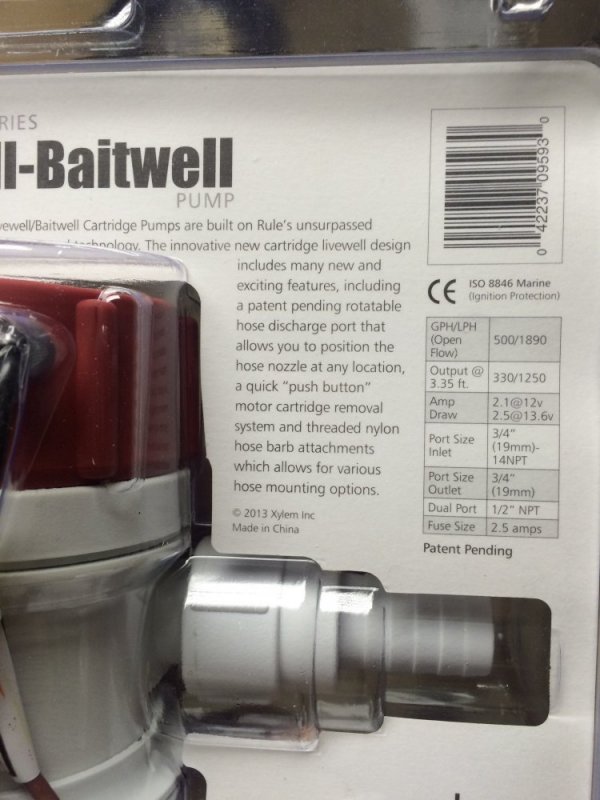 RIES
ll-Baitwell
PUMP
ewell/Baitwell Cartridge Pumps are built on Rule's unsurpassed
technology. The innovative new cartridge livewell design
includes many new and
exciting features, including
a patent pending rotatable
hose discharge port that
allows you to position the
hose nozzle at any location,
a quick "push button"
motor cartridge removal
system and threaded nylon
hose barb attachments
which allows for various
hose mounting options.
© 2013 Xylem Inc
Made in China
0 42237 09593 0
CE ISO 8846 Marine
(Ignition Protection)
GPH/LPH
(Open
Flow) 500/1890
Output @
3.35 ft. 330/1250
Amp
Draw 2.1@12v
2.5@13.6v
Port Size
Inlet 3/4"
(19mm)-
14NPT
Port Size
Outlet 3/4"
(19mm)
Dual Port 1/2" NPT
Fuse Size 2.5 amps
Patent Pending